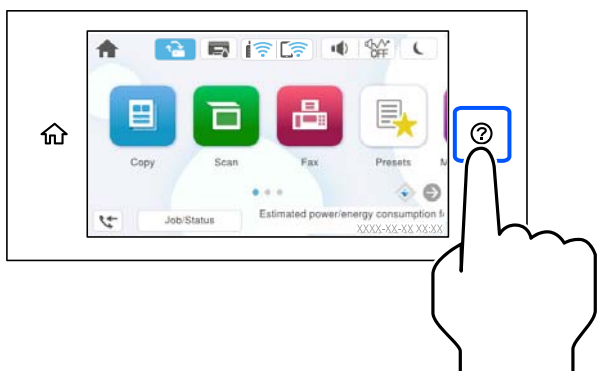 OFF
Copy
Scan
Fax
Presets
M
?
Job/Status
Estimated power/energy consumption f
XXXX-XX-XX XX:XX